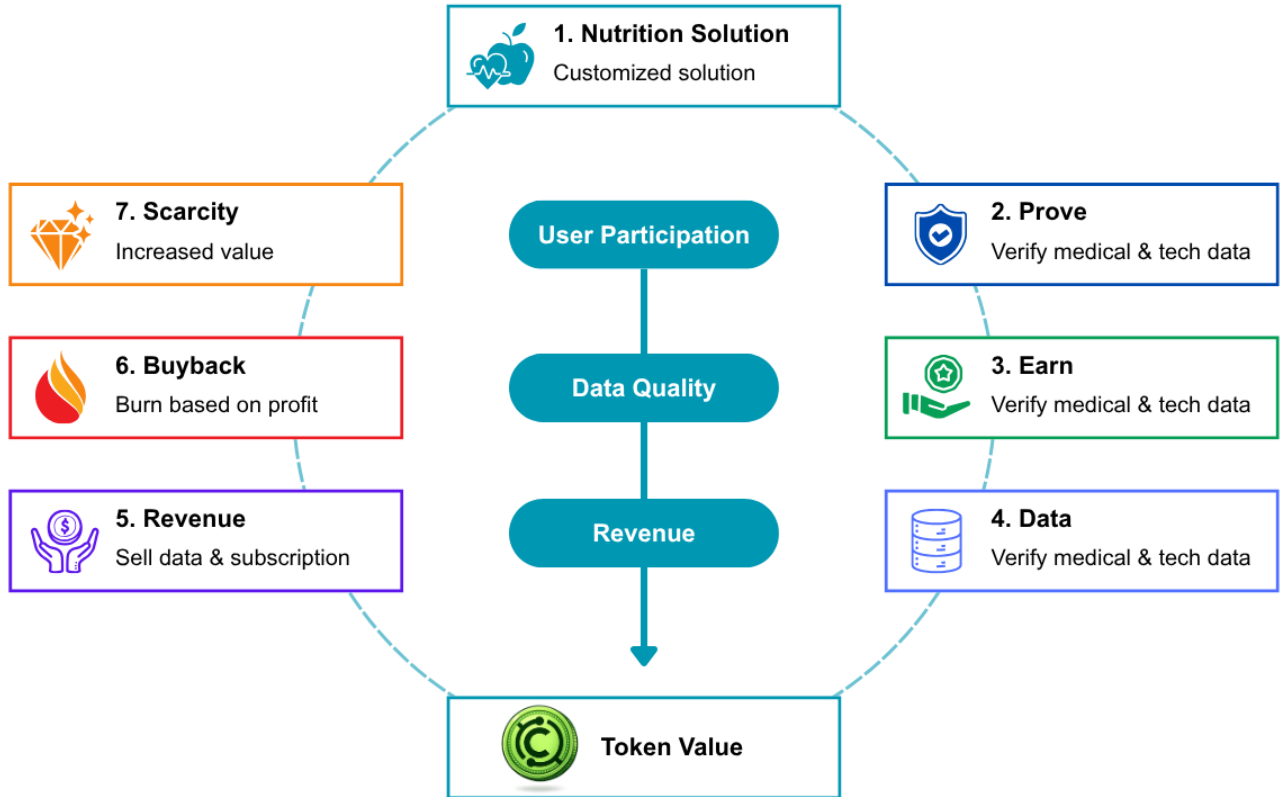 1. Nutrition Solution
Customized solution
7. Scarcity
Increased value
User Participation
2. Prove
Verify medical & tech data
6. Buyback
Burn based on profit
Data Quality
3. Earn
Verify medical & tech data
5. Revenue
Sell data & subscription
Revenue
4. Data
Verify medical & tech data
Token Value